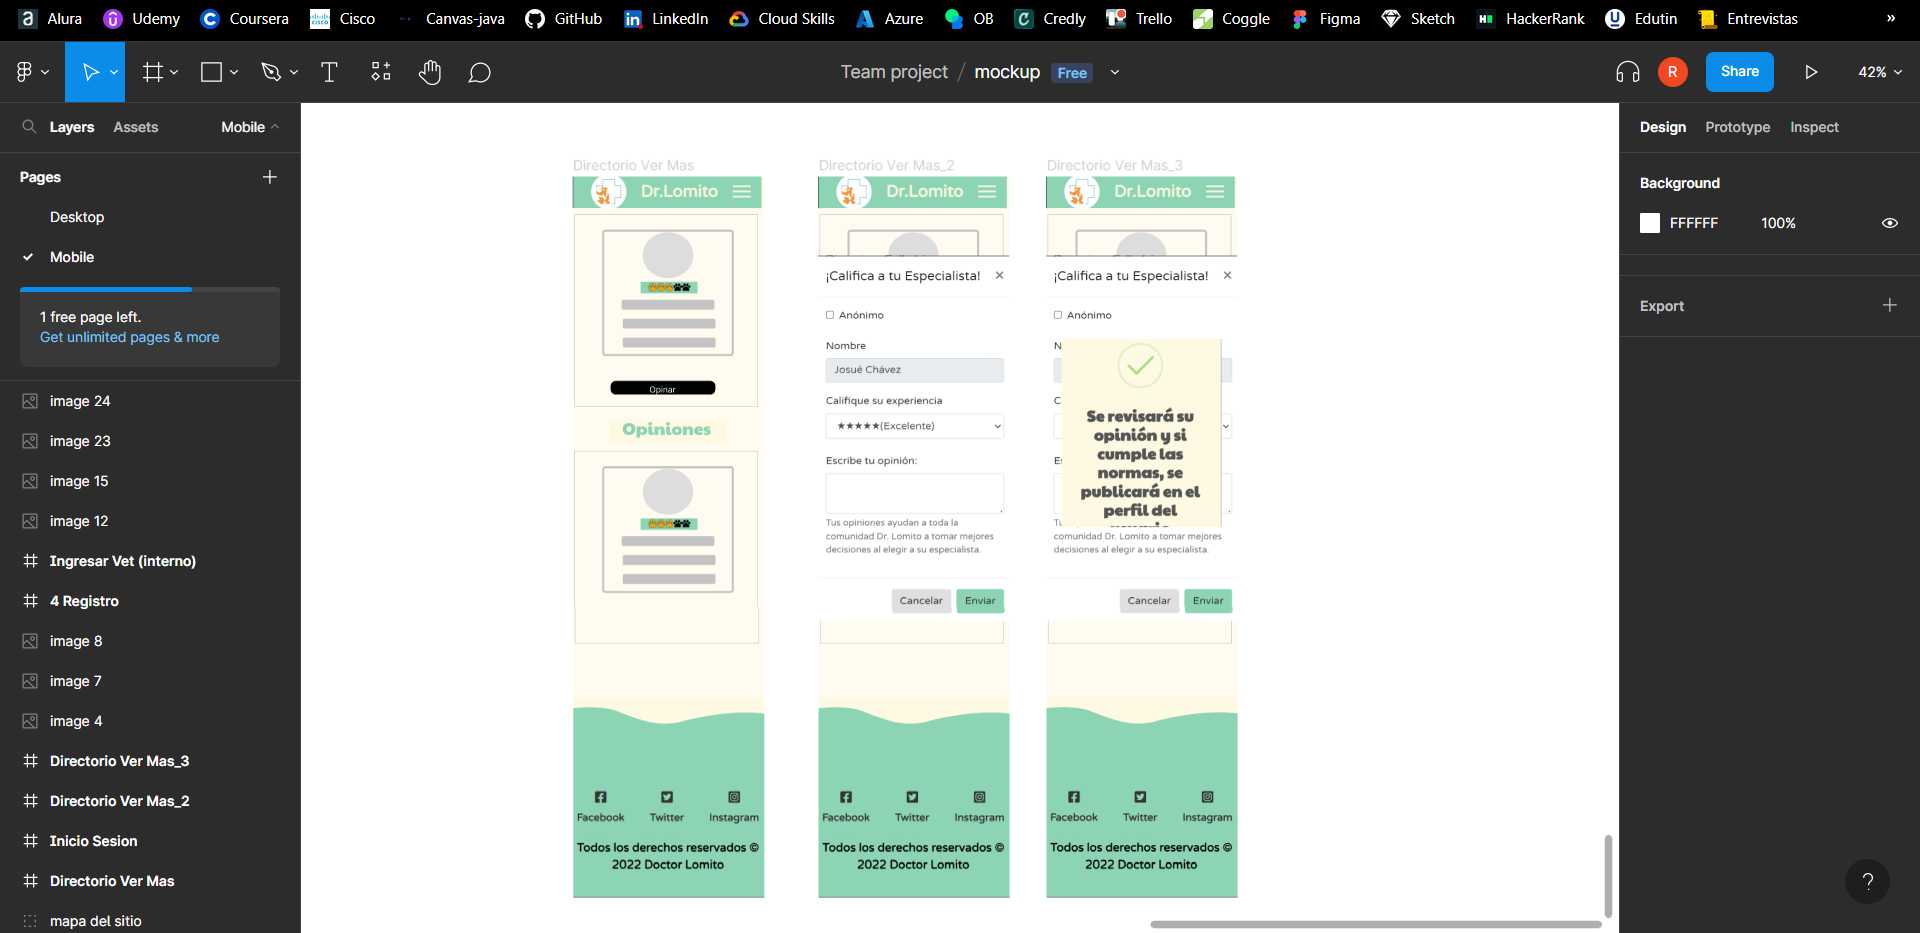 Alura
Udemy
Coursera
Cisco
Canvas-java
GitHub
LinkedIn
Cloud Skills
Azure
OB
Credly
Trello
Coggle
Figma
Sketch
HackerRank
Edutin
Entrevistas
»
Team project / mockup Free
R
Share
42%
Layers
Assets
Mobile
Pages
Desktop
Mobile
1 free page left.
Get unlimited pages & more
image 24
image 23
image 15
image 12
Ingresar Vet (interno)
4 Registro
image 8
image 7
image 4
Directorio Ver Mas_3
Directorio Ver Mas_2
Inicio Sesion
Directorio Ver Mas
mapa del sitio
Directorio Ver Mas
Dr.Lomito
Opinar
Opiniones
Facebook Twitter Instagram
Todos los derechos reservados ©
2022 Doctor Lomito
Directorio Ver Mas_2
Dr.Lomito
¡Califica a tu Especialista! ×
Anónimo
Nombre
Josué Chávez
Califique su experiencia
★★★★★(Excelente)
Escribe tu opinión:
Tus opiniones ayudan a toda la
comunidad Dr. Lomito a tomar mejores
decisiones al elegir a su especialista.
Cancelar Enviar
Facebook Twitter Instagram
Todos los derechos reservados ©
2022 Doctor Lomito
Directorio Ver Mas_3
Dr.Lomito
¡Califica a tu Especialista! ×
Anónimo
Se revisará su
opinión y si
cumple las
normas, se
publicará en el
perfil del
comunidad Dr. Lomito a tomar mejores
decisiones al elegir a su especialista.
Cancelar Enviar
Facebook Twitter Instagram
Todos los derechos reservados ©
2022 Doctor Lomito
Design
Prototype
Inspect
Background
FFFFFF 100%
Export
?